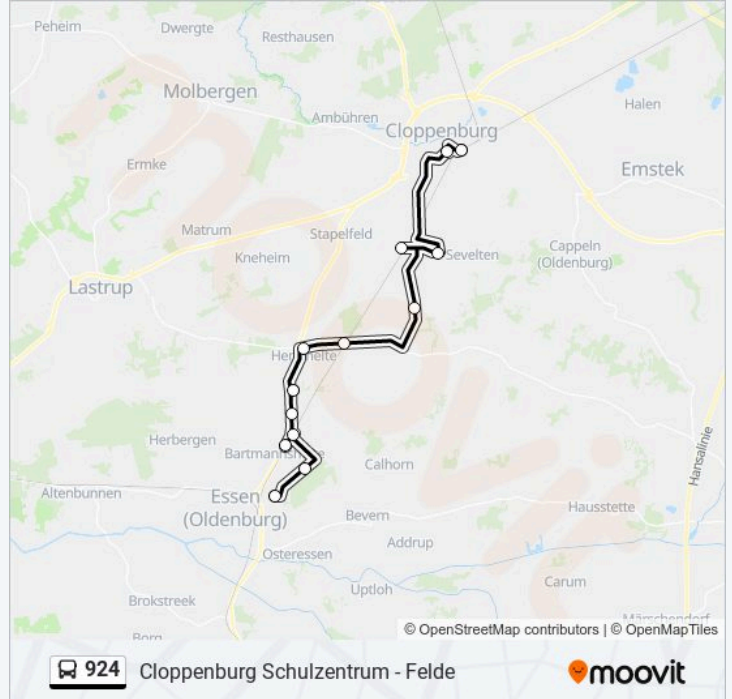 Peheim
Dwergte
Resthausen
Molbergen
Halen
Ambühren
Cloppenburg
Ermke
Emstek
Matrum
Stapelfeld
Kneheim
Sevelten
Cappeln
(Oldenburg)
Lastrup
Hemmelte
Hansalinie
Herbergen
Bartmannsholte
Calhorn
Altenbunnen
Essen
(Oldenburg)
Bevern
Hausstette
Addrup
Osteressen
Uptloh
Carum
Brokstreek
Märschendorf
© OpenStreetMap contributors | © OpenMapTiles
924 Cloppenburg Schulzentrum - Felde
moovit